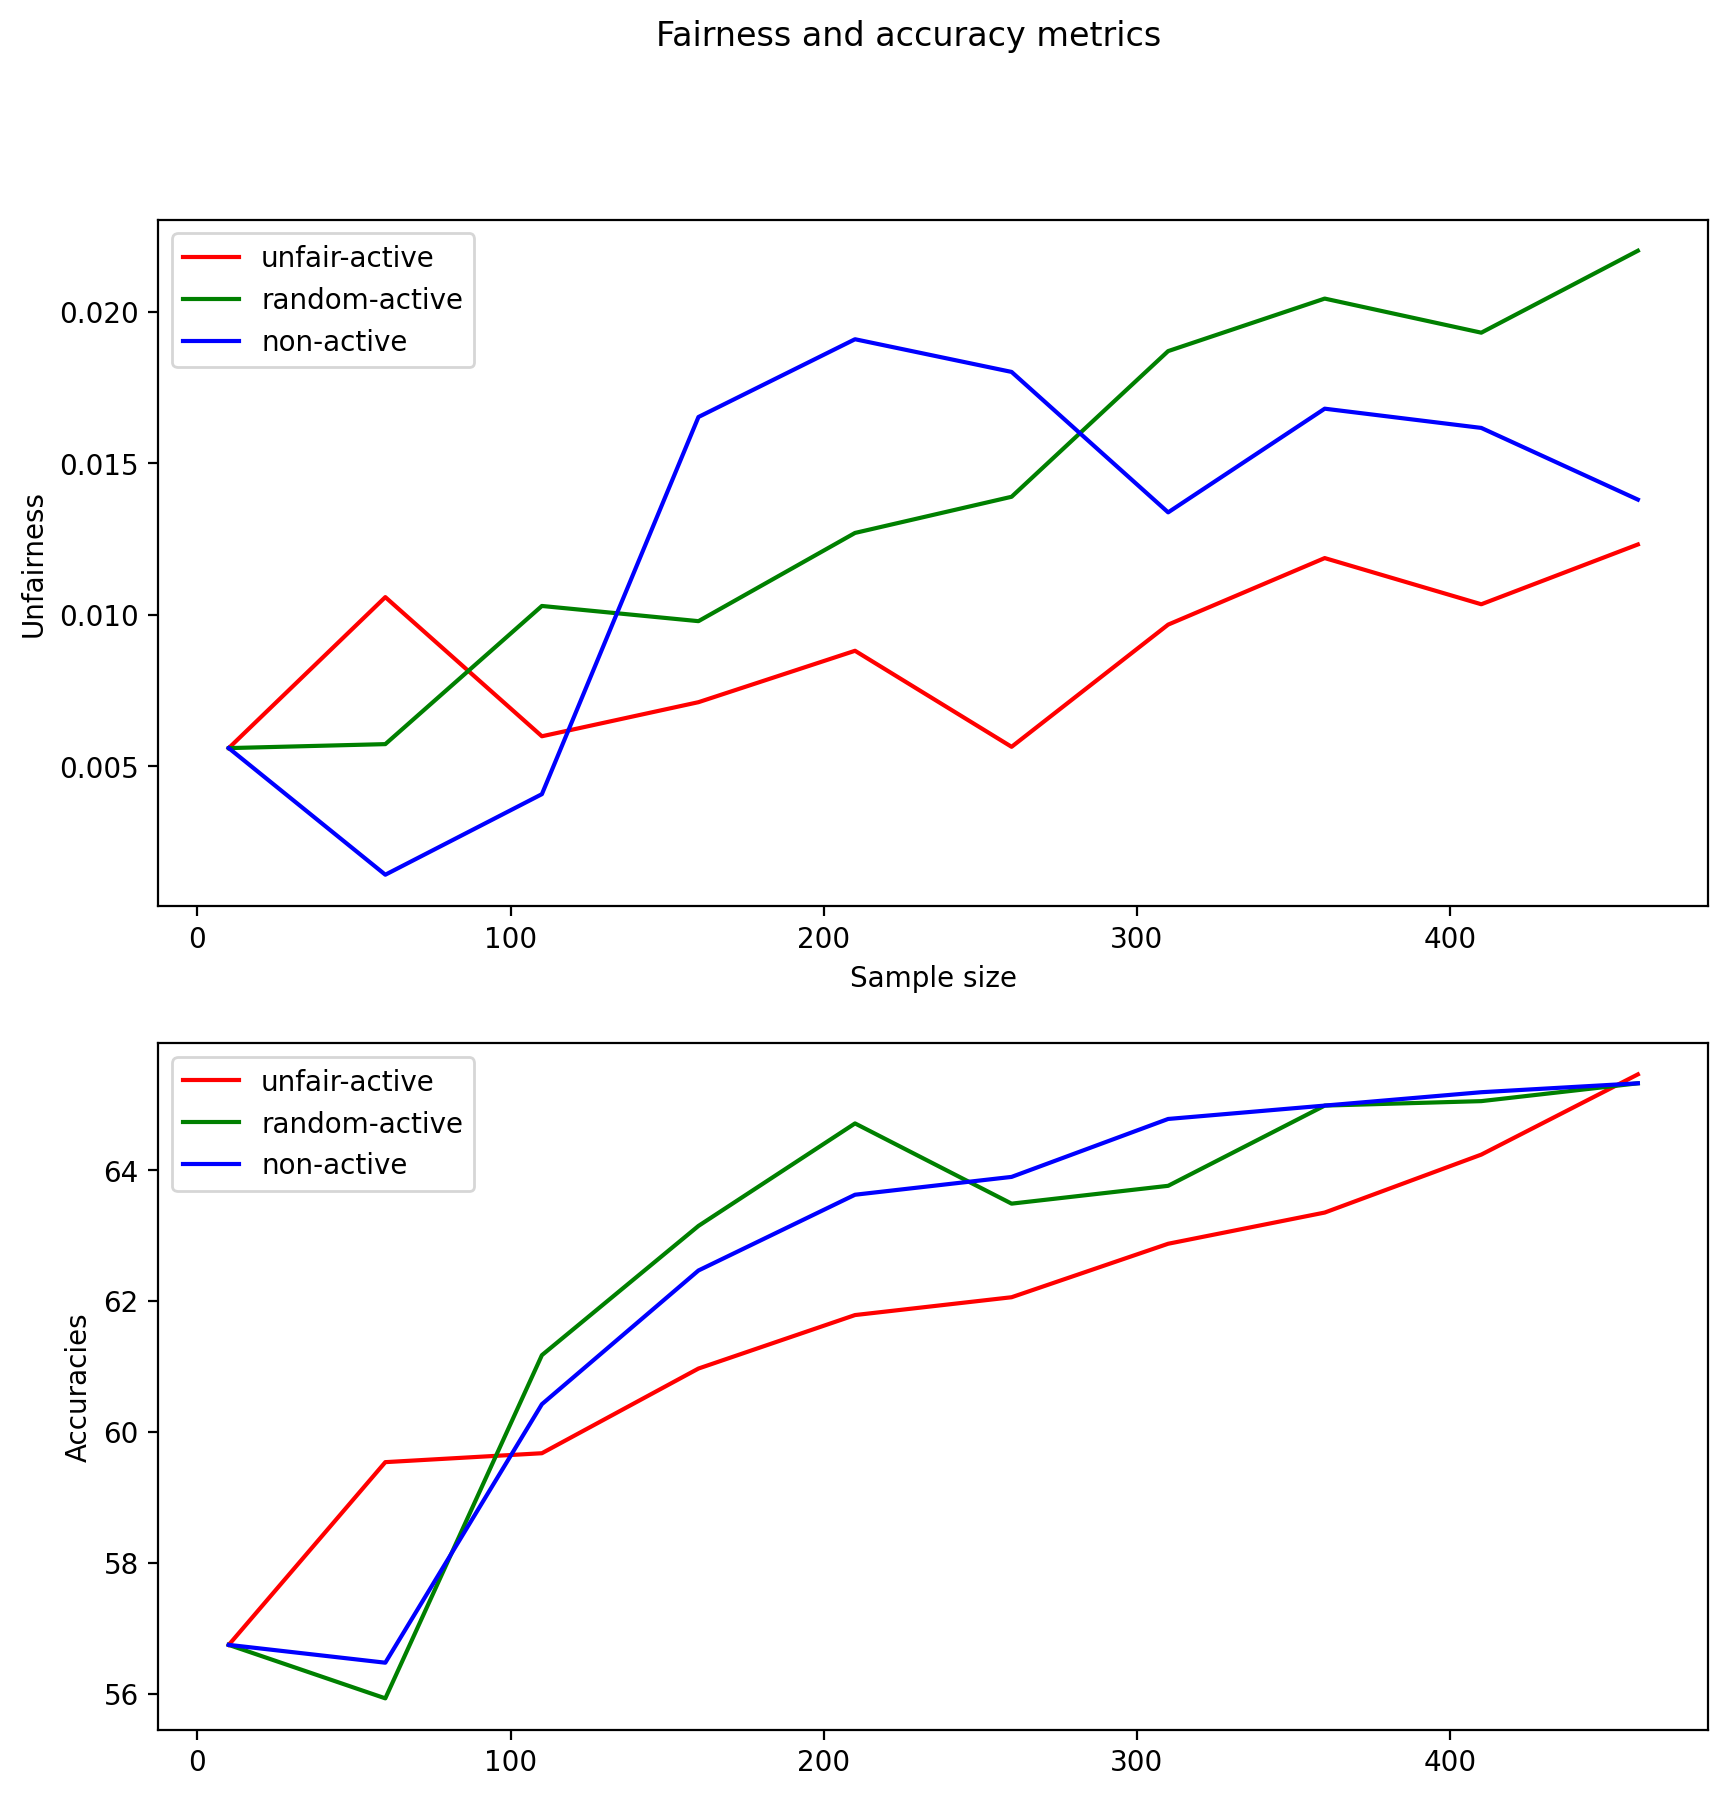 Fairness and accuracy metrics
unfair-active
random-active
non-active
0.020
0.015
0.010
0.005
Unfairness
0 100 200 300 400
Sample size
unfair-active
random-active
non-active
64
62
60
58
56
Accuracies
0 100 200 300 400